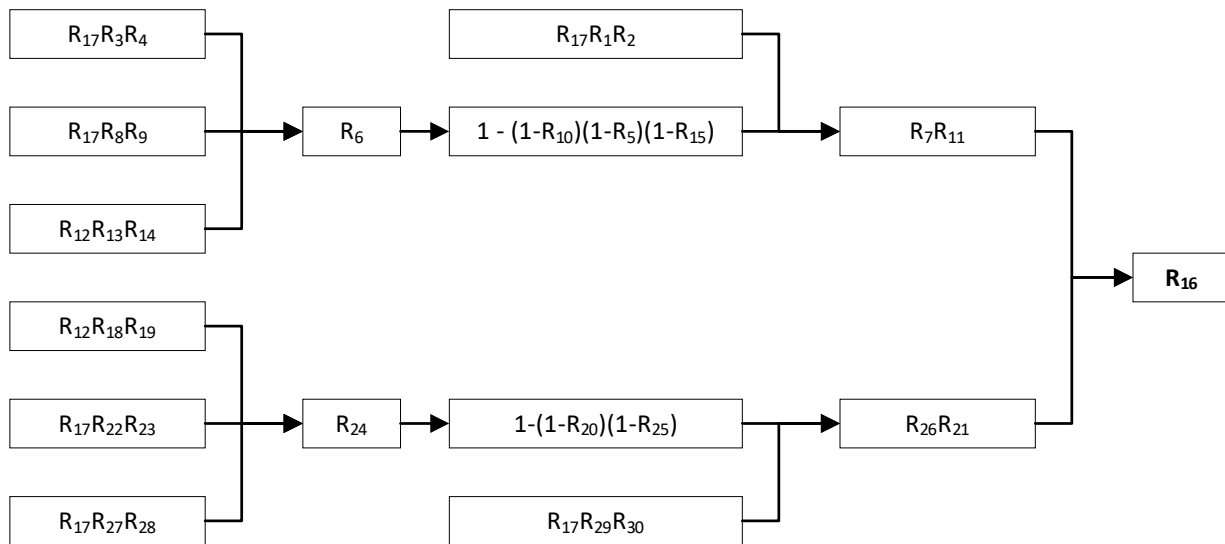 R₁₇R₃R₄
R₁₇R₁R₂
R₁₇R₈R₉
R₆
1 - (1-R₁₀)(1-R₅)(1-R₁₅)
R₇R₁₁
R₁₂R₁₃R₁₄
R₁₆
R₁₂R₁₈R₁₉
R₁₇R₂₂R₂₃
R₂₄
1-(1-R₂₀)(1-R₂₅)
R₂₆R₂₁
R₁₇R₂₇R₂₈
R₁₇R₂₉R₃₀